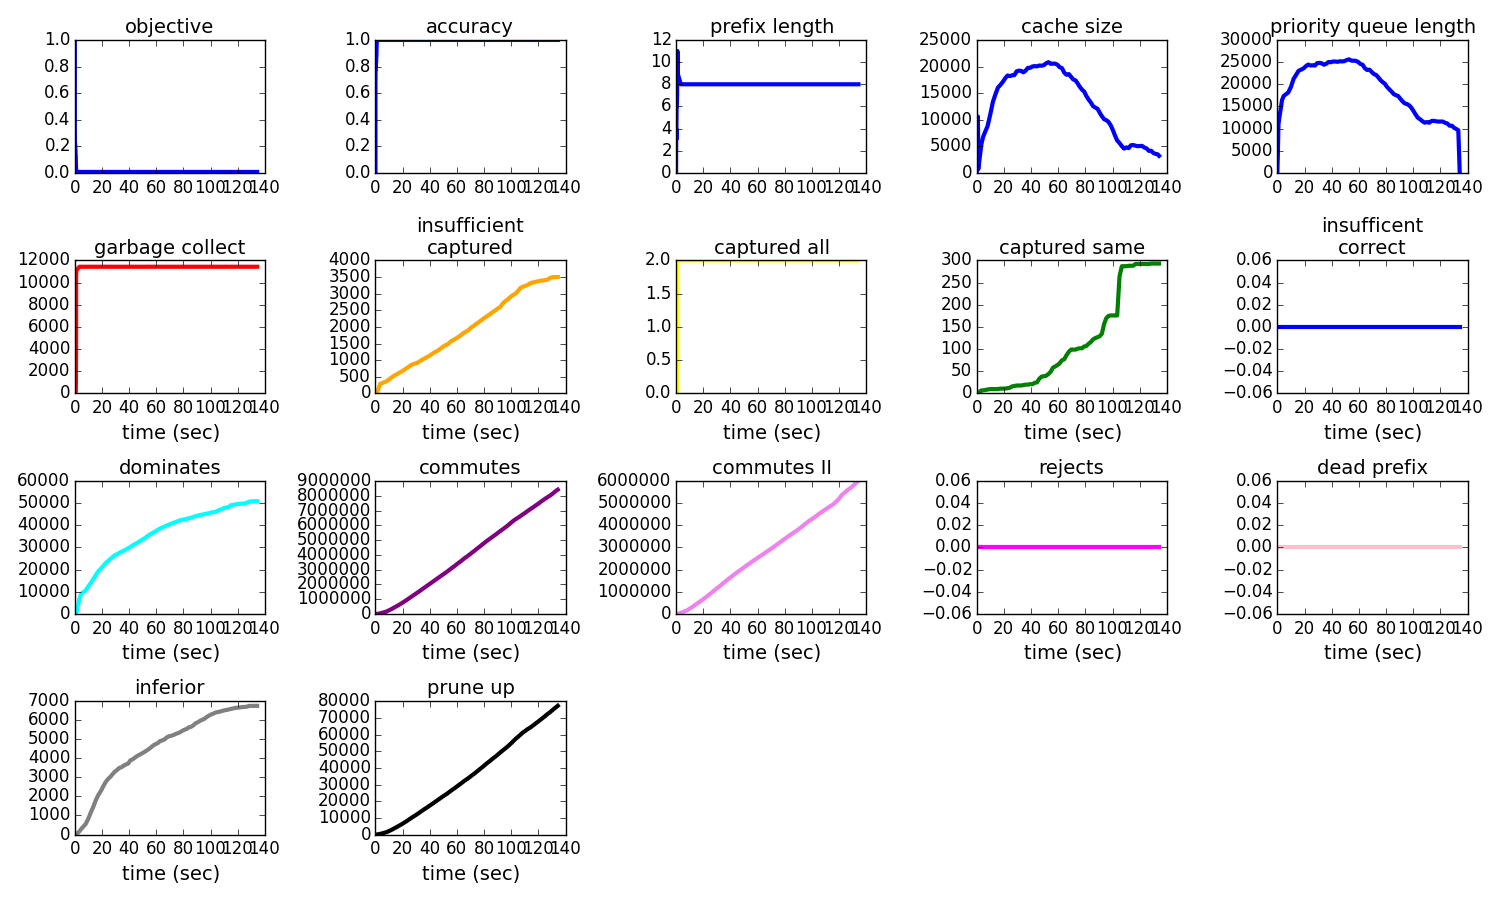 objective accuracy prefix length cache size priority queue length
1.0 1.0 12 25000 30000
0.8 0.8 10 20000 25000
0.6 0.6 8 15000 20000
0.4 0.4 6 10000 15000
0.2 0.2 4 5000 10000
0.0 0.0 2 0 5000
0 0
0 20 40 60 80 100 120 140 0 20 40 60 80 100 120 140 0 20 40 60 80 100 120 140 0 20 40 60 80 100 120 140 0 20 40 60 80 100 120 140
insufficient insufficent
garbage collect captured captured all captured same correct
12000 4000 2.0 300 0.06
10000 3500 1.5 250 0.04
8000 3000 1.0 200 0.02
6000 2500 0.5 150 0.00
4000 2000 0.0 100 −0.02
2000 1500 50 −0.04
0 1000 0 −0.06
500
0
0 20 40 60 80 100 120 140 0 20 40 60 80 100 120 140 0 20 40 60 80 100 120 140 0 20 40 60 80 100 120 140 0 20 40 60 80 100 120 140
time (sec) time (sec) time (sec) time (sec) time (sec)
dominates commutes commutes II rejects dead prefix
60000 9000000 6000000 0.06 0.06
50000 8000000 5000000 0.04 0.04
40000 7000000 4000000 0.02 0.02
30000 6000000 3000000 0.00 0.00
20000 5000000 2000000 −0.02 −0.02
10000 4000000 1000000 −0.04 −0.04
0 3000000 0 −0.06 −0.06
2000000
1000000
0
0 20 40 60 80 100 120 140 0 20 40 60 80 100 120 140 0 20 40 60 80 100 120 140 0 20 40 60 80 100 120 140 0 20 40 60 80 100 120 140
time (sec) time (sec) time (sec) time (sec) time (sec)
inferior prune up
7000 80000
6000 70000
5000 60000
4000 50000
3000 40000
2000 30000
1000 20000
0 10000
0
0 20 40 60 80 100 120 140 0 20 40 60 80 100 120 140
time (sec) time (sec)